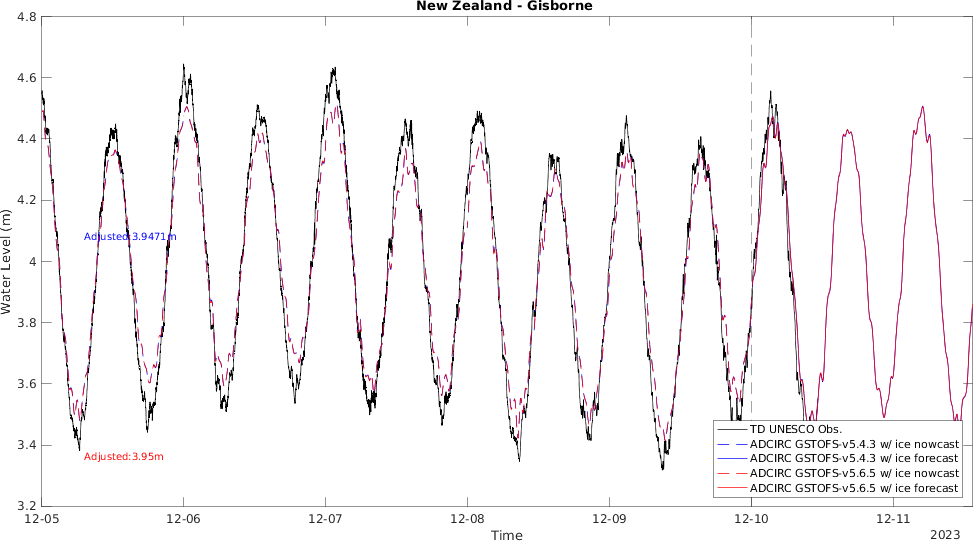 New Zealand - Gisborne
4.8
4.6
4.4
4.2
4
3.8
3.6
3.4
3.2
Water Level (m)
Adjusted:3.9471m
Adjusted:3.95m
TD UNESCO Obs.
ADCIRC GSTOFS-v5.4.3 w/ ice nowcast
ADCIRC GSTOFS-v5.4.3 w/ ice forecast
ADCIRC GSTOFS-v5.6.5 w/ ice nowcast
ADCIRC GSTOFS-v5.6.5 w/ ice forecast
12-05 12-06 12-07 12-08 12-09 12-10 12-11
Time
2023